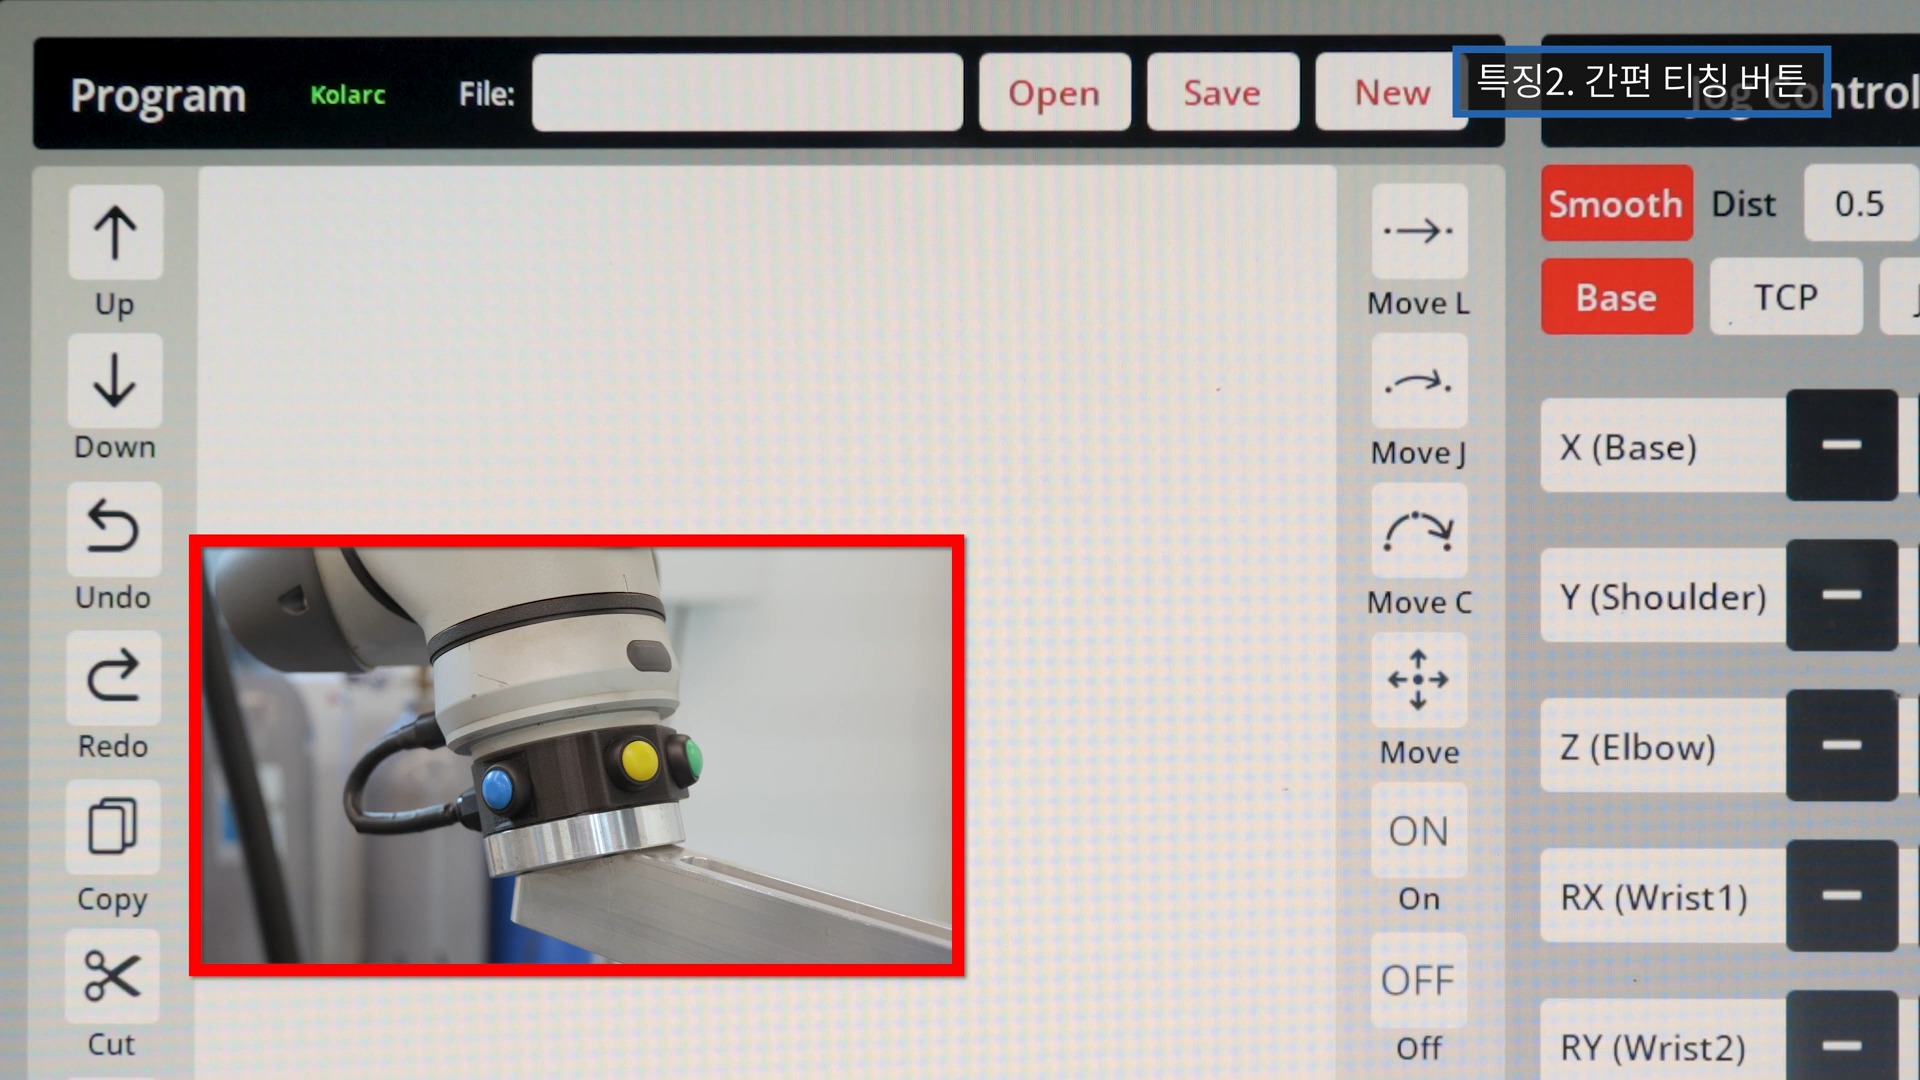 Program
Kolarc
File:
Open
Save
New
특징2. 간편 티칭 버튼
Jog Control
Up
Down
Undo
Redo
Copy
Cut
Move L
Move J
Move C
Move
ON
On
OFF
Off
Smooth
Dist
0.5
Base
TCP
X (Base)
Y (Shoulder)
Z (Elbow)
RX (Wrist1)
RY (Wrist2)